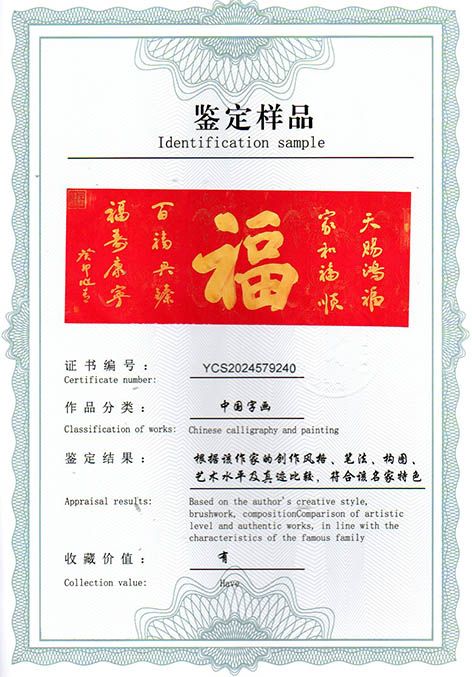 鉴定样品
Identification sample
天赐鸿福
家和福顺
福
百福具臻
福寿康寧
癸卯
证书编号：
YCS2024579240
Certificate number:
作品分类：
中国字画
Classification of works:
Chinese calligraphy and painting
鉴定结果：
根据该作家的创作风格、笔法、构图、
艺术水平及真迹比较，符合该名家特色
Appraisal results:
Based on the author's creative style,
brushwork, compositionComparison of artistic
level and authentic works, in line with the
characteristics of the famous family
收藏价值：
有
Collection value:
Have